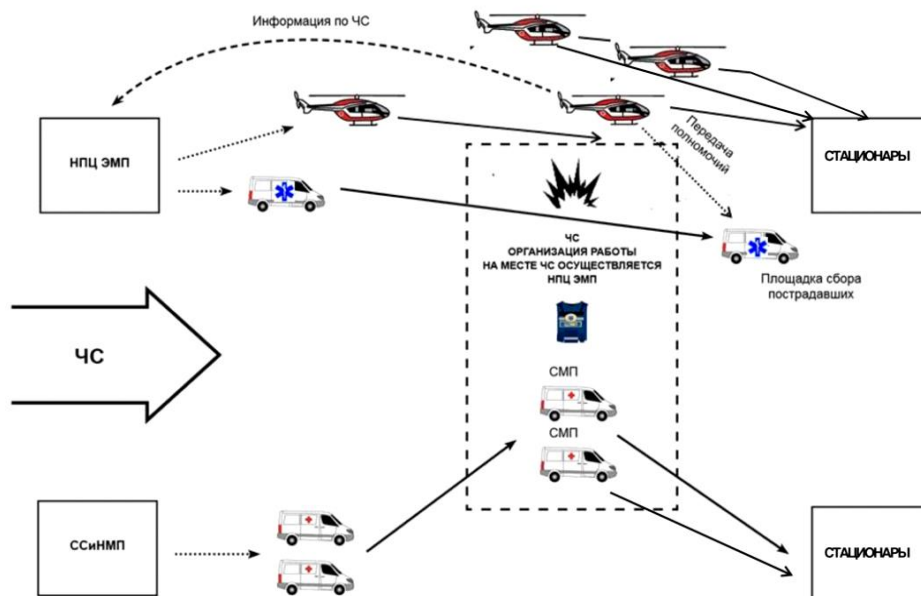 Информация по ЧС
НПЦ ЭМП
Передача
полномочий
СТАЦИОНАРЫ
ЧС
ОРГАНИЗАЦИЯ РАБОТЫ
НА МЕСТЕ ЧС ОСУЩЕСТВЛЯЕТСЯ
НПЦ ЭМП
Площадка сбора
пострадавших
ЧС
СМП
СМП
ССиНМП
СТАЦИОНАРЫ